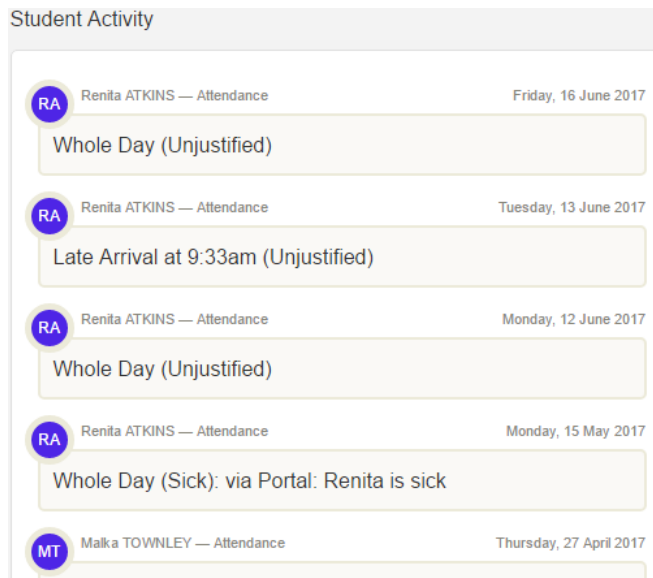 Student Activity
RA Renita ATKINS — Attendance Friday, 16 June 2017
Whole Day (Unjustified)
RA Renita ATKINS — Attendance Tuesday, 13 June 2017
Late Arrival at 9:33am (Unjustified)
RA Renita ATKINS — Attendance Monday, 12 June 2017
Whole Day (Unjustified)
RA Renita ATKINS — Attendance Monday, 15 May 2017
Whole Day (Sick): via Portal: Renita is sick
MT Malka TOWNLEY — Attendance Thursday, 27 April 2017